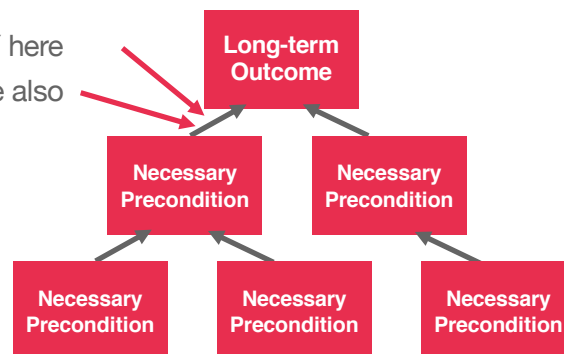 here
also
Long-term
Outcome
Necessary
Precondition
Necessary
Precondition
Necessary
Precondition
Necessary
Precondition
Necessary
Precondition